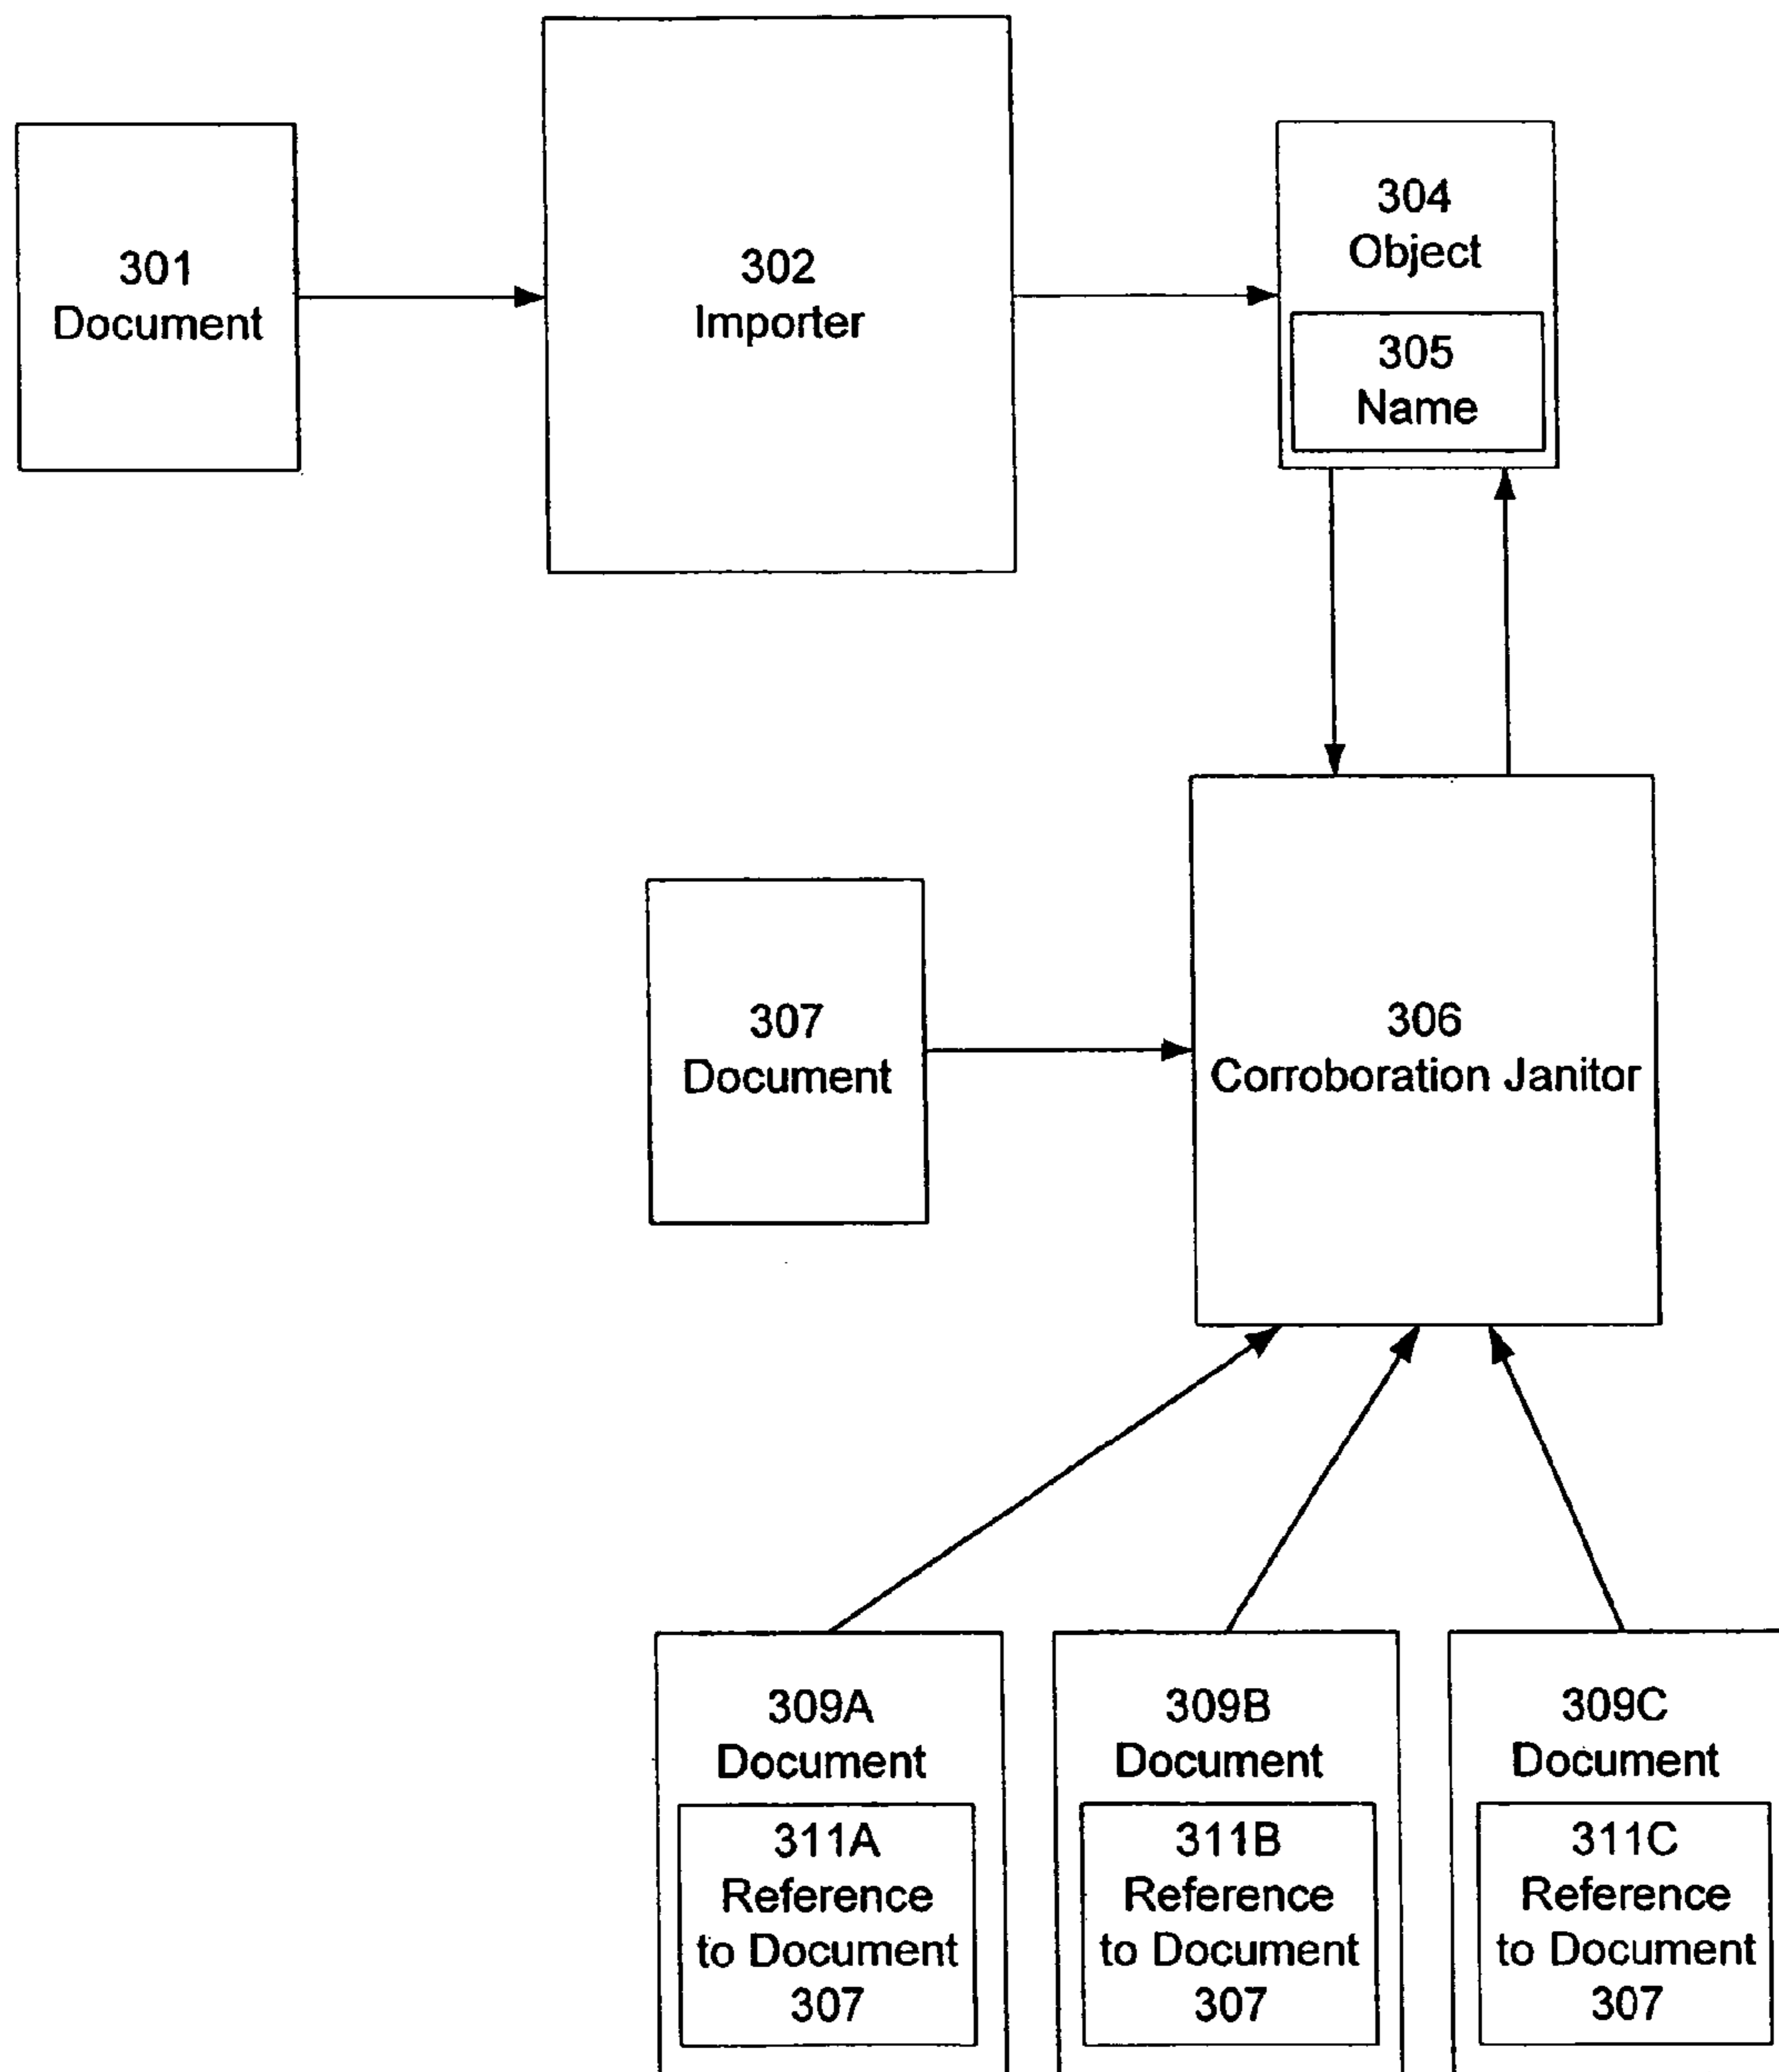 301
Document
302
Importer
304
Object
305
Name
307
Document
306
Corroboration Janitor
309A
Document
311A
Reference
to Document
307
309B
Document
311B
Reference
to Document
307
309C
Document
311C
Reference
to Document
307